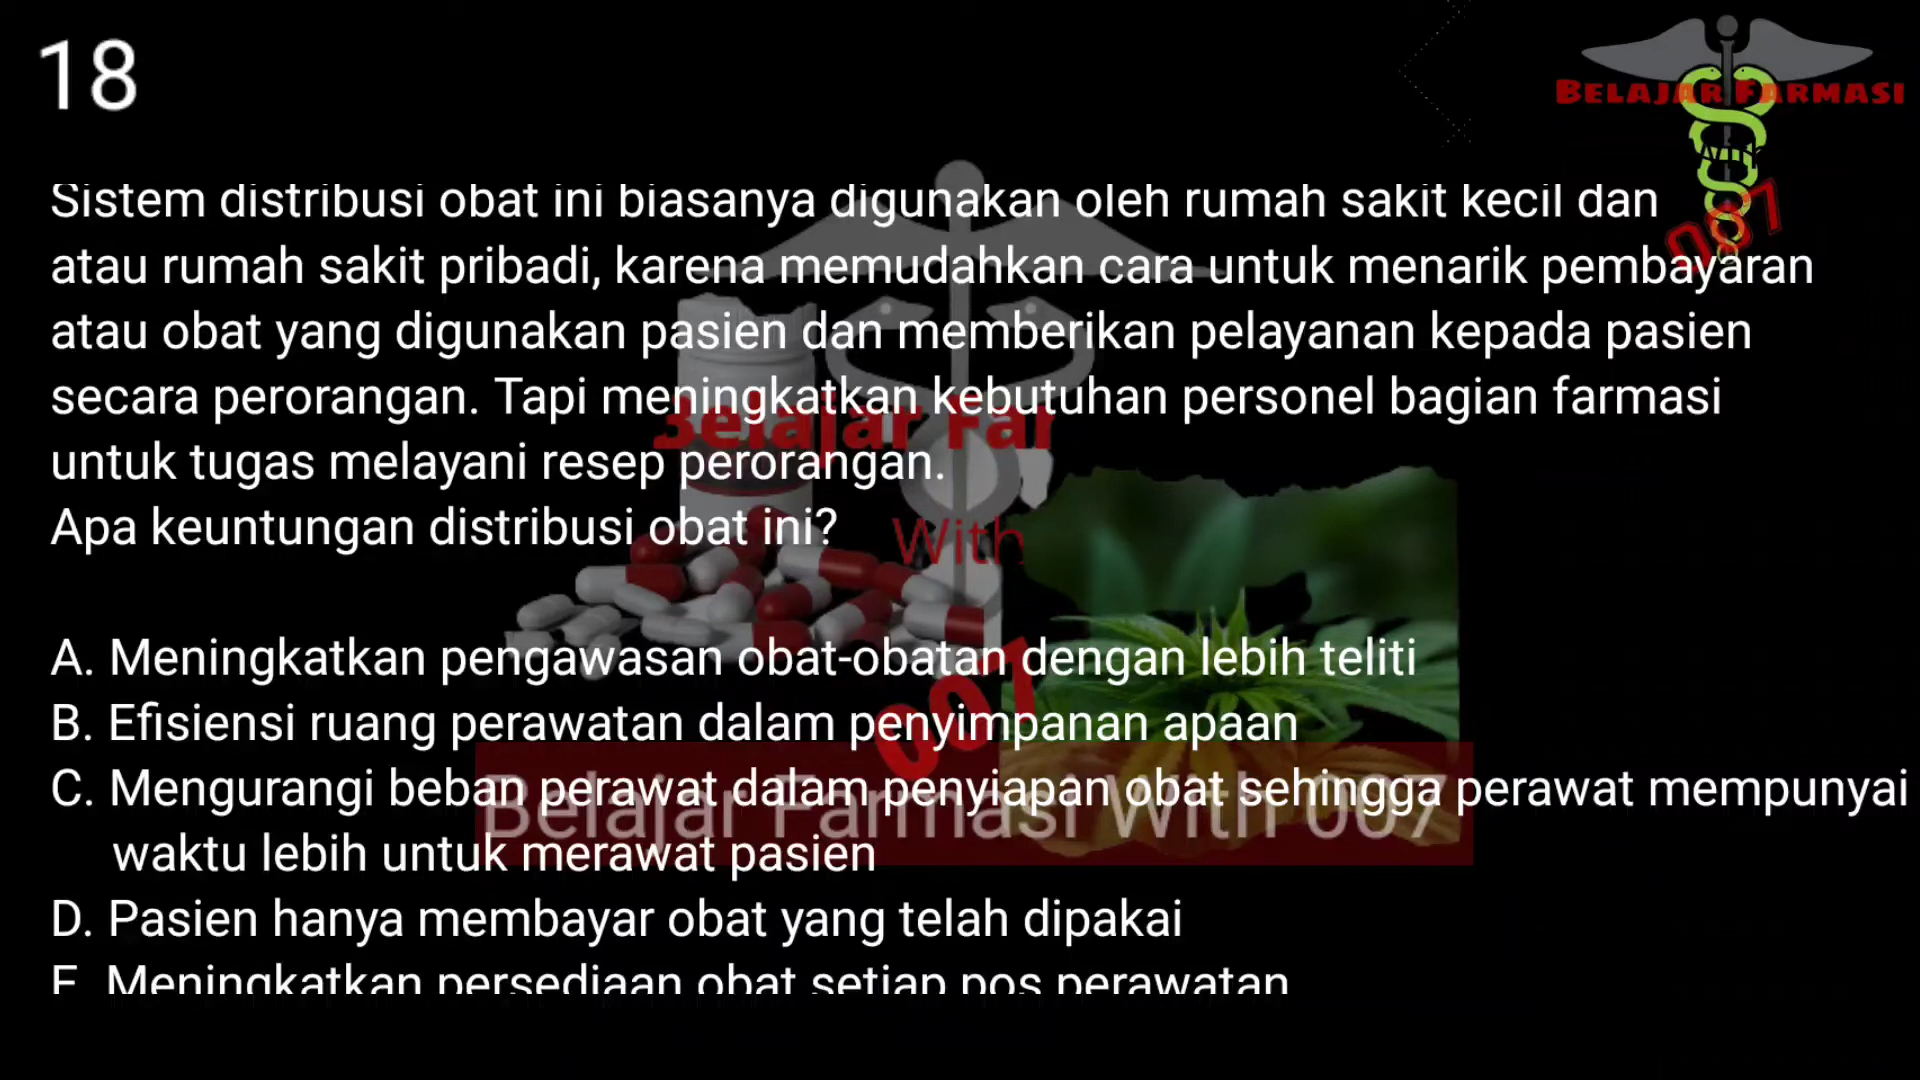 18
BELAJAR FARMASI
007
Sistem distribusi obat ini biasanya digunakan oleh rumah sakit kecil dan
atau rumah sakit pribadi, karena memudahkan cara untuk menarik pembayaran
atau obat yang digunakan pasien dan memberikan pelayanan kepada pasien
secara perorangan. Tapi meningkatkan kebutuhan personel bagian farmasi
untuk tugas melayani resep perorangan.
Apa keuntungan distribusi obat ini?
Belajar Far
With
007
A. Meningkatkan pengawasan obat-obatan dengan lebih teliti
B. Efisiensi ruang perawatan dalam penyimpanan apaan
C. Mengurangi beban perawat dalam penyiapan obat sehingga perawat mempunyai
waktu lebih untuk merawat pasien
Belajar Farmasi With 007
D. Pasien hanya membayar obat yang telah dipakai
E. Meningkatkan persediaan obat setiap pos perawatan